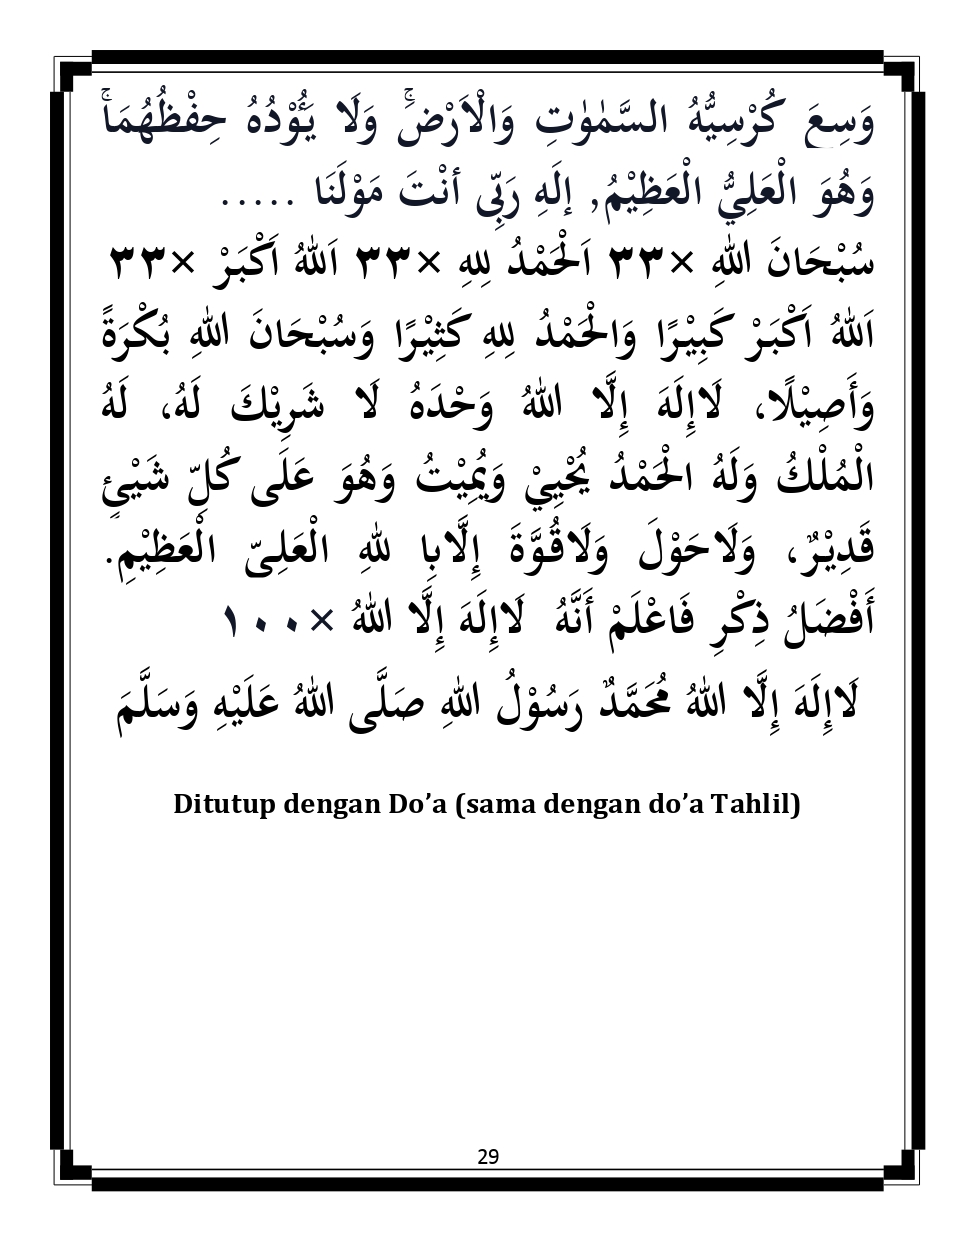 وَسِعَ كُرْسِيُّهُ السَّمٰوٰتِ وَالْاَرْضَۚ وَلَا يَـُٔوْدُهُ حِفْظُهُمَاۚ
وَهُوَ الْعَلِيُّ الْعَظِيْمُ, إلَهِ رَبِّى أنْتَ مَوْلَنَا .....
سُبْحَانَ اللهِ ×٣٣ اَلْحَمْدُ لِلهِ ×٣٣ اَللهُ اَكْبَرْ ×٣٣
اَللهُ اَكْبَرْ كَبِيْرًا وَالْحَمْدُ لِلهِ كَثِيْرًا وَسُبْحَانَ اللهِ بُكْرَةً
وَأَصِيْلًا، لَاإِلَهَ إِلَّا اللهُ وَحْدَهُ لَا شَرِيْكَ لَهُ، لَهُ
الْمُلْكُ وَلَهُ الْحَمْدُ يُحْيِيْ وَيُمِيْتُ وَهُوَ عَلَى كُلِّ شَيْئٍ
قَدِيْرٌ، وَلَاحَوْلَ وَلَاقُوَّةَ إِلَّابِا للهِ الْعَلِىّ الْعَظِيْمِ.
أَفْضَلُ ذِكْرِ فَاعْلَمْ أَنَّهُ لَاإِلَهَ إِلَّا اللهُ ×١٠٠
لَاإِلَهَ إِلَّا اللهُ مُحَمَّدٌ رَسُوْلُ اللهِ صَلَّى اللهُ عَلَيْهِ وَسَلَّمَ
Ditutup dengan Do’a (sama dengan do’a Tahlil)
29